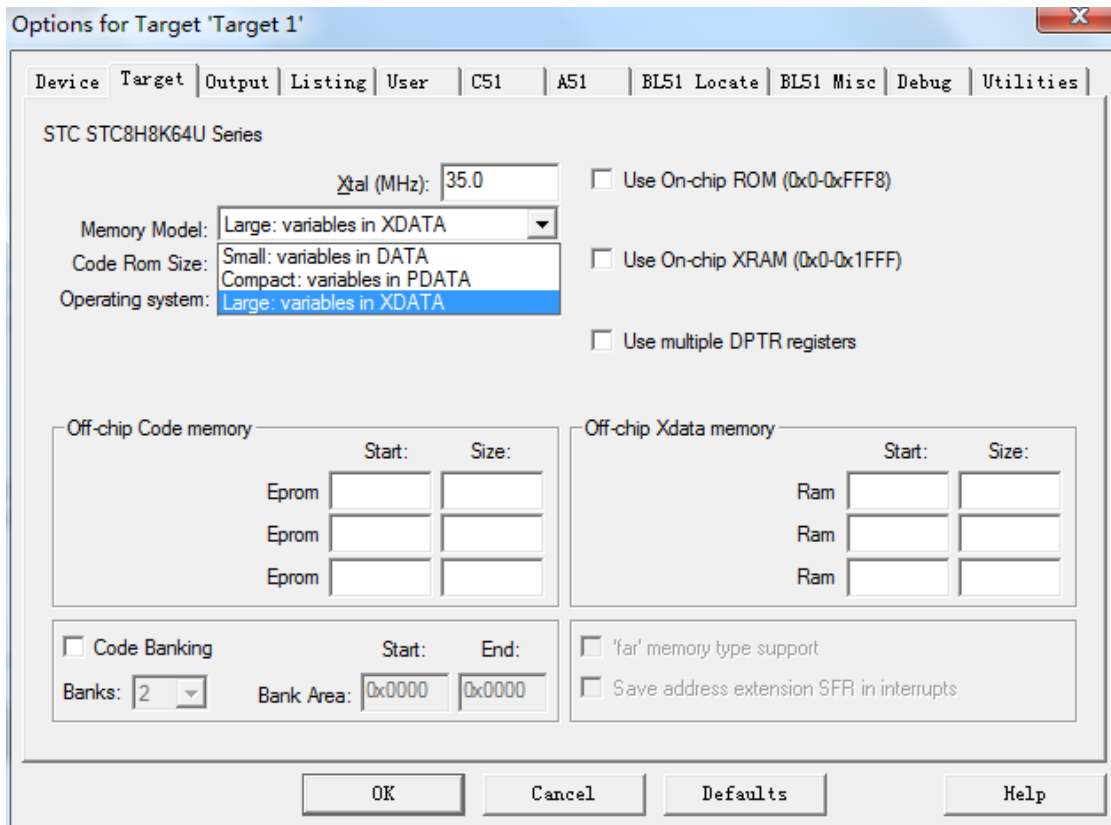 Options for Target 'Target 1'
Device Target Output Listing User C51 A51 BL51 Locate BL51 Misc Debug Utilities
STC STC8H8K64U Series
Xtal (MHz): 35.0
Use On-chip ROM (0x0-0xFFF8)
Memory Model: Large: variables in XDATA
Small: variables in DATA
Compact: variables in PDATA
Large: variables in XDATA
Code Rom Size:
Operating system:
Use On-chip XRAM (0x0-0x1FFF)
Use multiple DPTR registers
Off-chip Code memory
Start: Size:
Eprom
Eprom
Eprom
Off-chip Xdata memory
Start: Size:
Ram
Ram
Ram
Code Banking Start: End:
Banks: 2 Bank Area: 0x0000 0x0000
'far' memory type support
Save address extension SFR in interrupts
OK Cancel Defaults Help